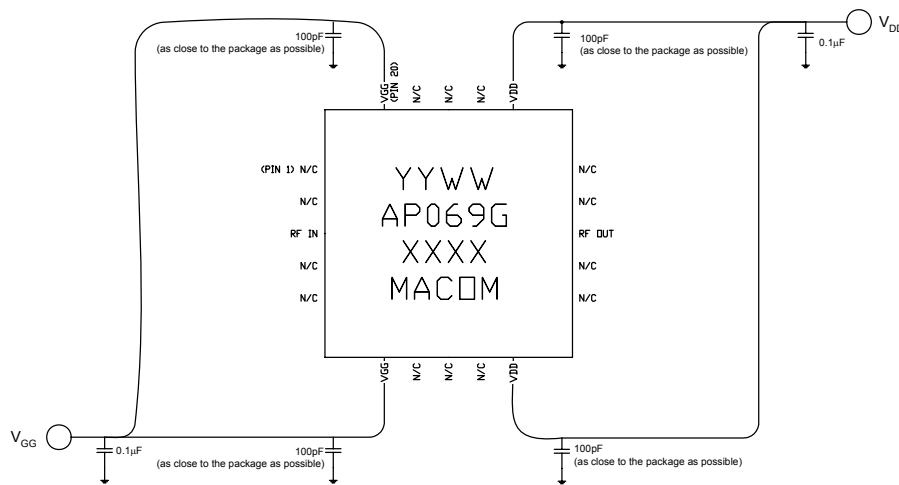 100pF
(as close to the package as possible)
100pF
(as close to the package as possible)
0.1µF
V
VGG
(PIN 20)
N/C
N/C
N/C
VDD
(PIN 1) N/C
N/C
RF IN
N/C
N/C
YYWW
AP069G
XXXX
MACOM
N/C
N/C
RF OUT
N/C
N/C
VGG
N/C
N/C
N/C
VDD
VGG
0.1µF
100pF
(as close to the package as possible)
100pF
(as close to the package as possible)